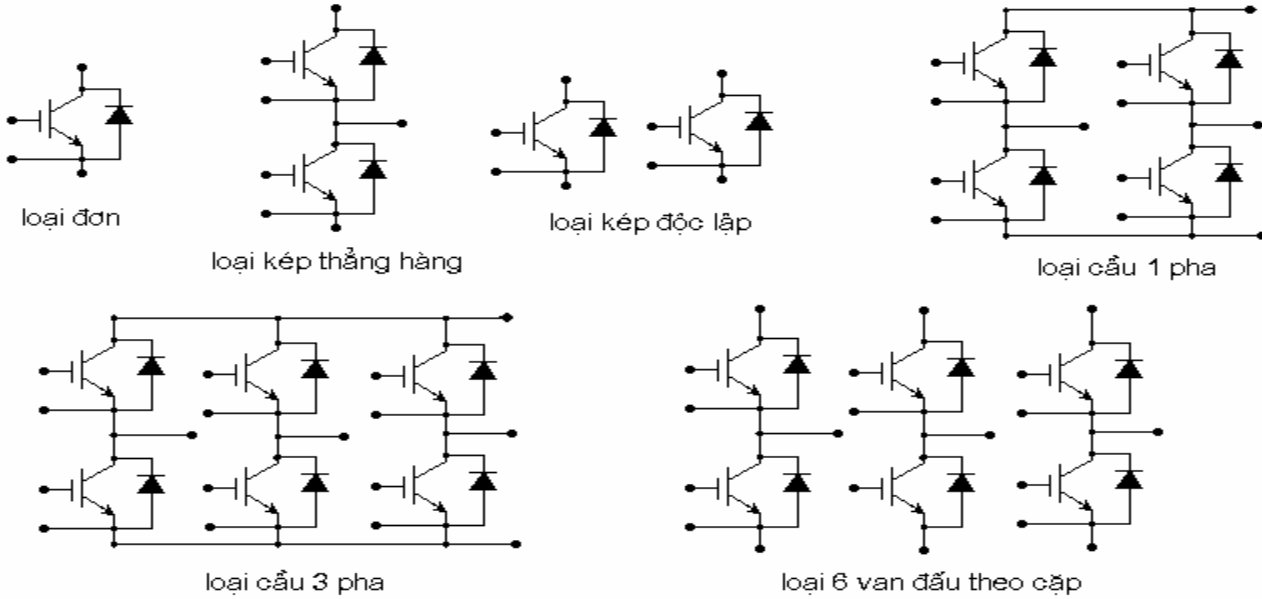 loại đơn
loại kép thẳng hàng
loại kép độc lập
loại cầu 1 pha
loại cầu 3 pha
loại 6 van đấu theo cặp